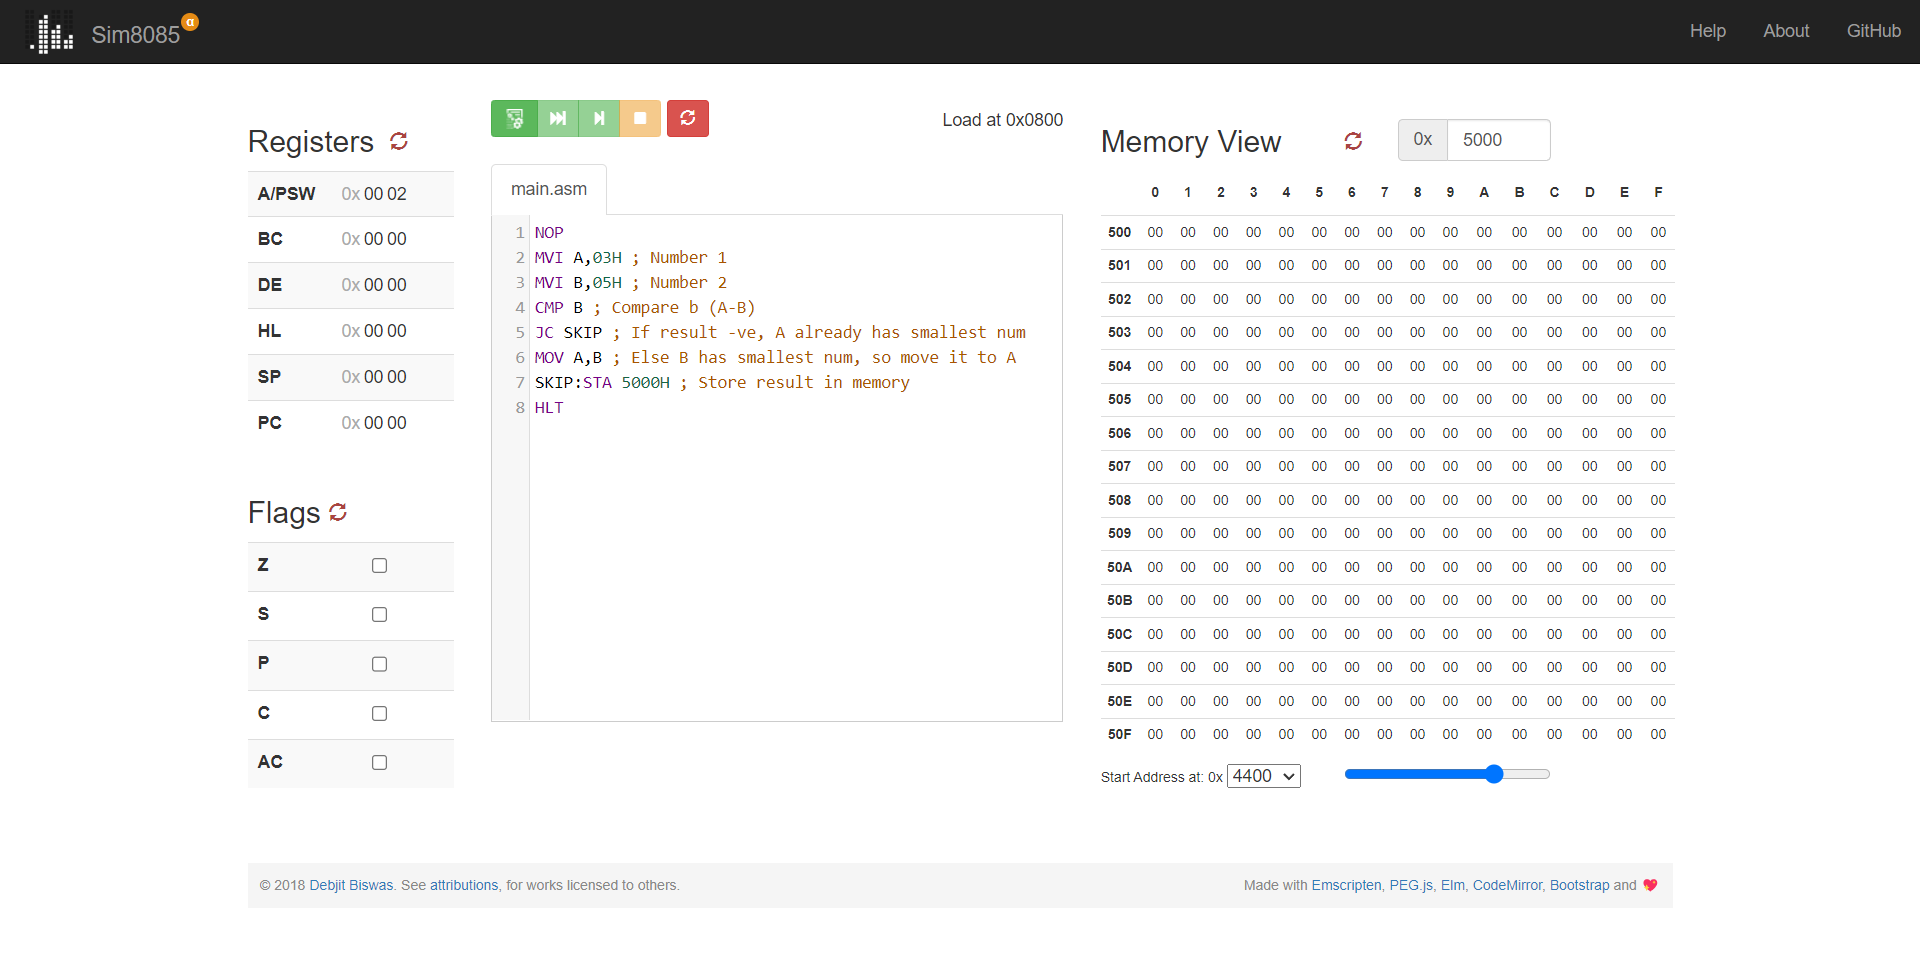 Sim8085 α
Help About GitHub
Registers
A/PSW 0x 00 02
BC 0x 00 00
DE 0x 00 00
HL 0x 00 00
SP 0x 00 00
PC 0x 00 00
Flags
Z
S
P
C
AC
Load at 0x0800
main.asm
1 NOP
2 MVI A,03H ; Number 1
3 MVI B,05H ; Number 2
4 CMP B ; Compare b (A-B)
5 JC SKIP ; If result -ve, A already has smallest num
6 MOV A,B ; Else B has smallest num, so move it to A
7 SKIP:STA 5000H ; Store result in memory
8 HLT
Memory View 0x 5000
0 1 2 3 4 5 6 7 8 9 A B C D E F
500 00 00 00 00 00 00 00 00 00 00 00 00 00 00 00 00
501 00 00 00 00 00 00 00 00 00 00 00 00 00 00 00 00
502 00 00 00 00 00 00 00 00 00 00 00 00 00 00 00 00
503 00 00 00 00 00 00 00 00 00 00 00 00 00 00 00 00
504 00 00 00 00 00 00 00 00 00 00 00 00 00 00 00 00
505 00 00 00 00 00 00 00 00 00 00 00 00 00 00 00 00
506 00 00 00 00 00 00 00 00 00 00 00 00 00 00 00 00
507 00 00 00 00 00 00 00 00 00 00 00 00 00 00 00 00
508 00 00 00 00 00 00 00 00 00 00 00 00 00 00 00 00
509 00 00 00 00 00 00 00 00 00 00 00 00 00 00 00 00
50A 00 00 00 00 00 00 00 00 00 00 00 00 00 00 00 00
50B 00 00 00 00 00 00 00 00 00 00 00 00 00 00 00 00
50C 00 00 00 00 00 00 00 00 00 00 00 00 00 00 00 00
50D 00 00 00 00 00 00 00 00 00 00 00 00 00 00 00 00
50E 00 00 00 00 00 00 00 00 00 00 00 00 00 00 00 00
50F 00 00 00 00 00 00 00 00 00 00 00 00 00 00 00 00
Start Address at: 0x 4400
© 2018 Debjit Biswas. See attributions, for works licensed to others.
Made with Emscripten, PEG.js, Elm, CodeMirror, Bootstrap and 💖